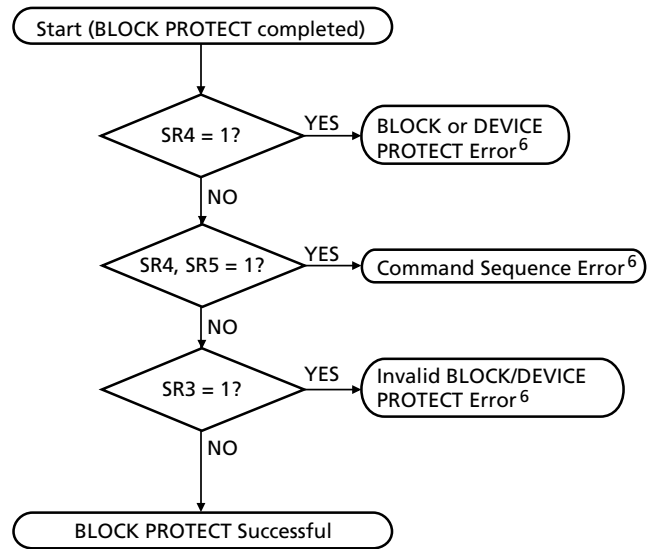 Start (BLOCK PROTECT completed)
SR4 = 1?
YES
BLOCK or DEVICE
PROTECT Error6
NO
SR4, SR5 = 1?
YES
Command Sequence Error6
NO
SR3 = 1?
YES
Invalid BLOCK/DEVICE
PROTECT Error6
NO
BLOCK PROTECT Successful